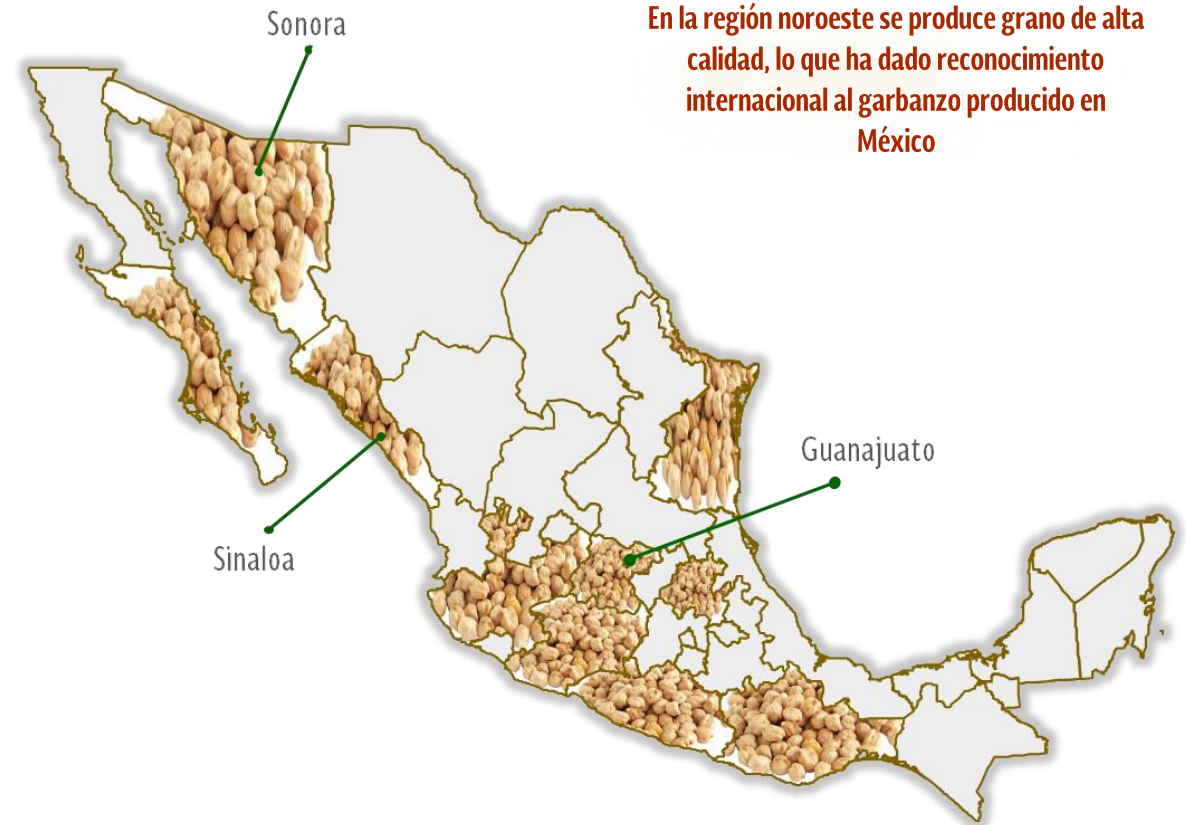 Sonora
En la región noroeste se produce grano de alta
calidad, lo que ha dado reconocimiento
internacional al garbanzo producido en
México
Guanajuato
Sinaloa